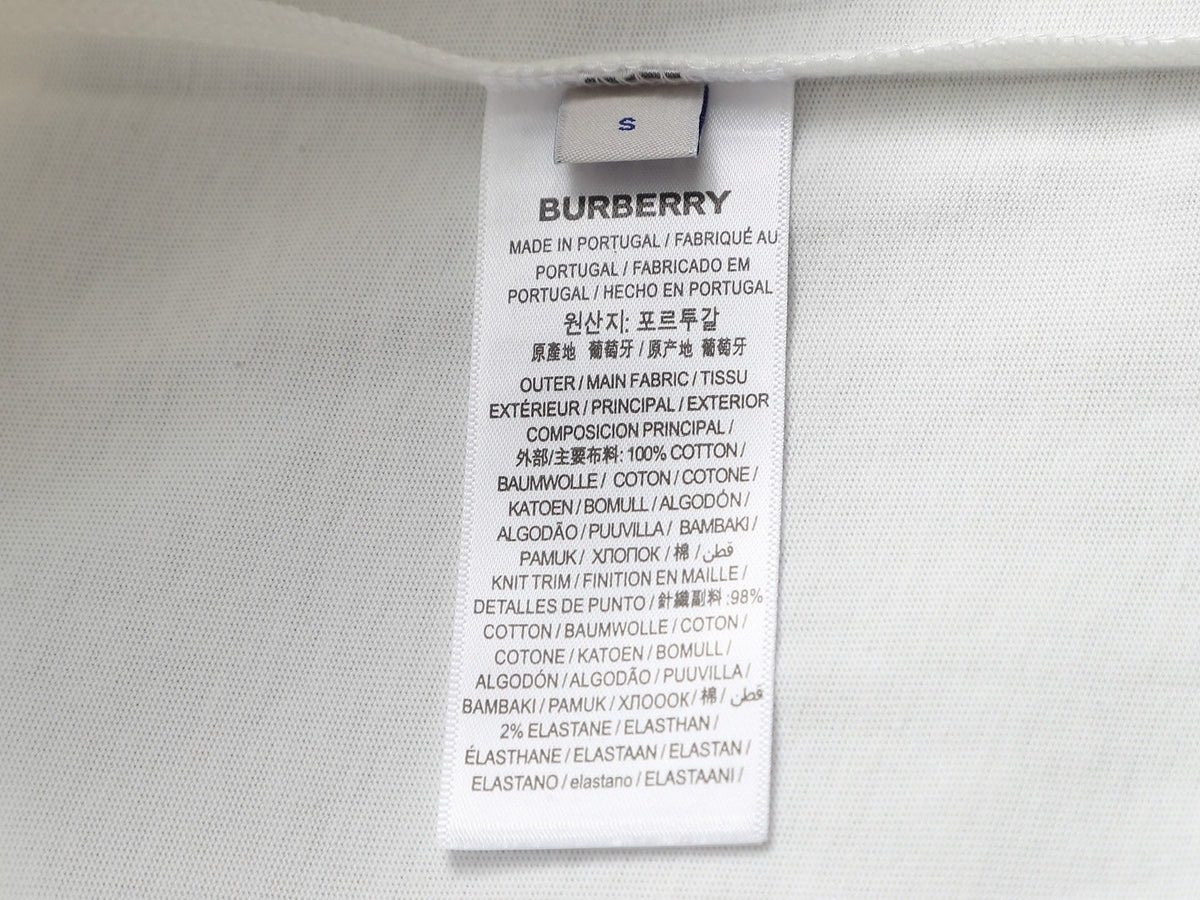 S
BURBERRY
MADE IN PORTUGAL / FABRIQUÉ AU
PORTUGAL / FABRICADO EM
PORTUGAL / HECHO EN PORTUGAL
원산지: 포르투갈
原產地 葡萄牙 / 原产地 葡萄牙
OUTER / MAIN FABRIC / TISSU
EXTÉRIEUR / PRINCIPAL / EXTERIOR
COMPOSICION PRINCIPAL /
外部/主要布料: 100% COTTON /
BAUMWOLLE / COTON / COTONE /
KATOEN / BOMULL / ALGODÓN /
ALGODÃO / PUUVILLA / BAMBAKI /
PAMUK / ХЛОПОК / 棉 / قطن
KNIT TRIM / FINITION EN MAILLE /
DETALLES DE PUNTO / 針織副料 :98%
COTTON / BAUMWOLLE / COTON /
COTONE / KATOEN / BOMULL /
ALGODÓN / ALGODÃO / PUUVILLA /
BAMBAKI / PAMUK / ХЛОООК / 棉 / قطن
2% ELASTANE / ELASTHAN /
ÉLASTHANE / ELASTAAN / ELASTAN /
ELASTANO / elastano / ELASTAANI /